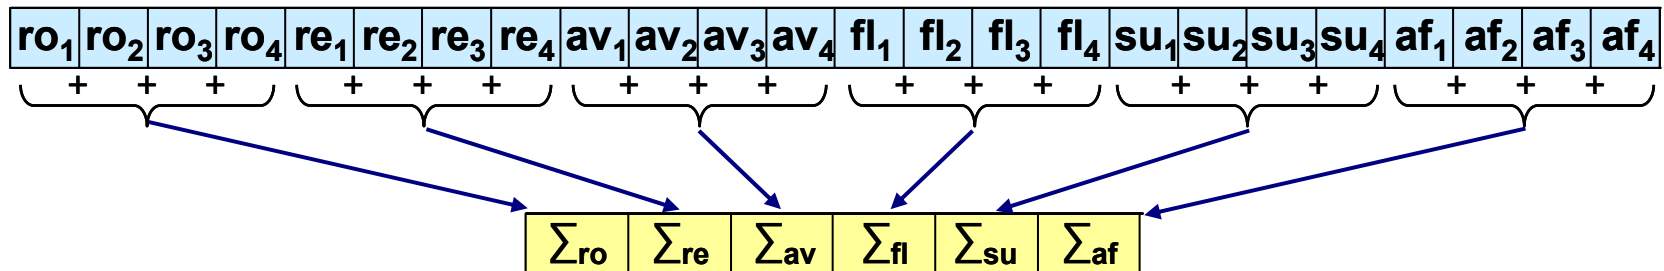 ro₁ ro₂ ro₃ ro₄ re₁ re₂ re₃ re₄ av₁ av₂ av₃ av₄ fl₁ fl₂ fl₃ fl₄ su₁ su₂ su₃ su₄ af₁ af₂ af₃ af₄
+ + + + + + + + + + + + + + + + + +
∑ro ∑re ∑av ∑fl ∑su ∑af